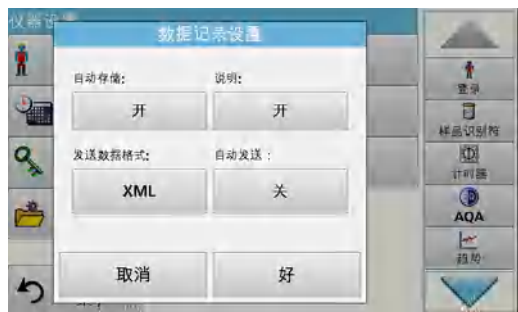 仪器设
数据记录设置
自动存储: 说明:
开 开
发送数据格式: 自动发送:
XML 关
取消 好
登录
样品识别符
计时器
AQA
趋势